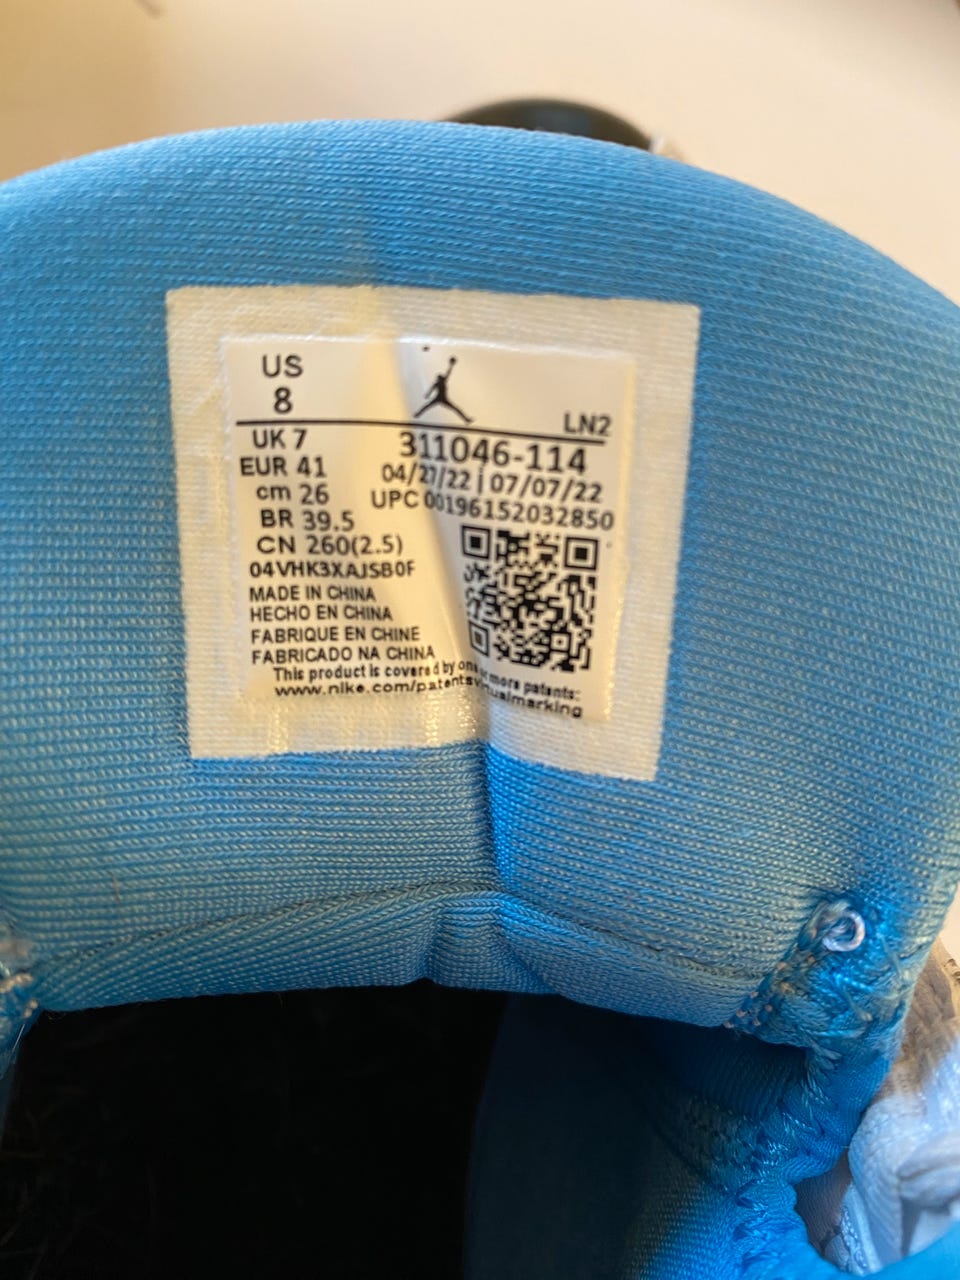 US
8
LN2
UK 7
EUR 41
cm 26
BR 39.5
CN 260(2.5)
04VHK3XAJSB0F
311046-114
04/27/22 | 07/07/22
UPC 00196152032850
MADE IN CHINA
HECHO EN CHINA
FABRIQUE EN CHINE
FABRICADO NA CHINA
This product is covered by one or more patents:
www.nike.com/patentsvirtualmarking